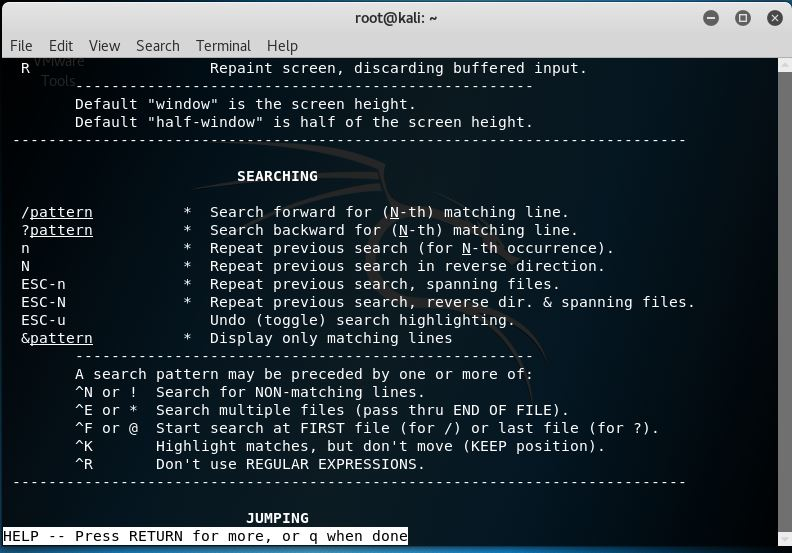 root@kali: ~
File Edit View Search Terminal Help
VMware
Tools
R                    Repaint screen, discarding buffered input.
---------------------------------------------------
Default "window" is the screen height.
Default "half-window" is half of the screen height.
---------------------------------------------------------------------------
SEARCHING
/pattern          *  Search forward for (N-th) matching line.
?pattern          *  Search backward for (N-th) matching line.
n                 *  Repeat previous search (for N-th occurrence).
N                 *  Repeat previous search in reverse direction.
ESC-n             *  Repeat previous search, spanning files.
ESC-N             *  Repeat previous search, reverse dir. & spanning files.
ESC-u                Undo (toggle) search highlighting.
&pattern          *  Display only matching lines
---------------------------------------------------
A search pattern may be preceded by one or more of:
^N or !  Search for NON-matching lines.
^E or *  Search multiple files (pass thru END OF FILE).
^F or @  Start search at FIRST file (for /) or last file (for ?).
^K       Highlight matches, but don't move (KEEP position).
^R       Don't use REGULAR EXPRESSIONS.
---------------------------------------------------------------------------
JUMPING
HELP -- Press RETURN for more, or q when done